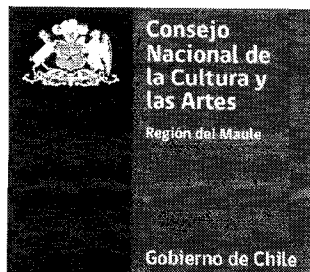 Consejo
Nacional de
la Cultura y
las Artes
Región del Maule
Gobierno de Chile